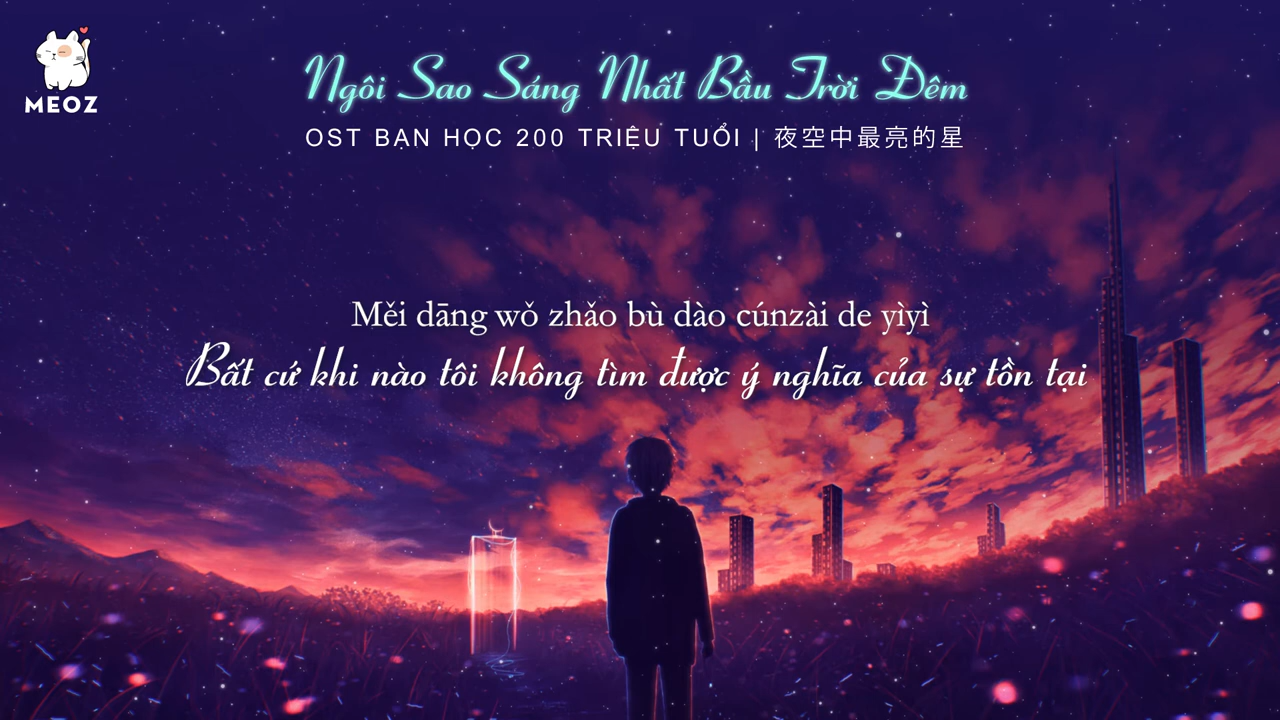 MEOZ
Ngôi Sao Sáng Nhất Bầu Trời Đêm
OST BẠN HỌC 200 TRIỆU TUỔI | 夜空中最亮的星
Měi dāng wǒ zhǎo bù dào cúnzài de yìyì
Bất cứ khi nào tôi không tìm được ý nghĩa của sự tồn tại